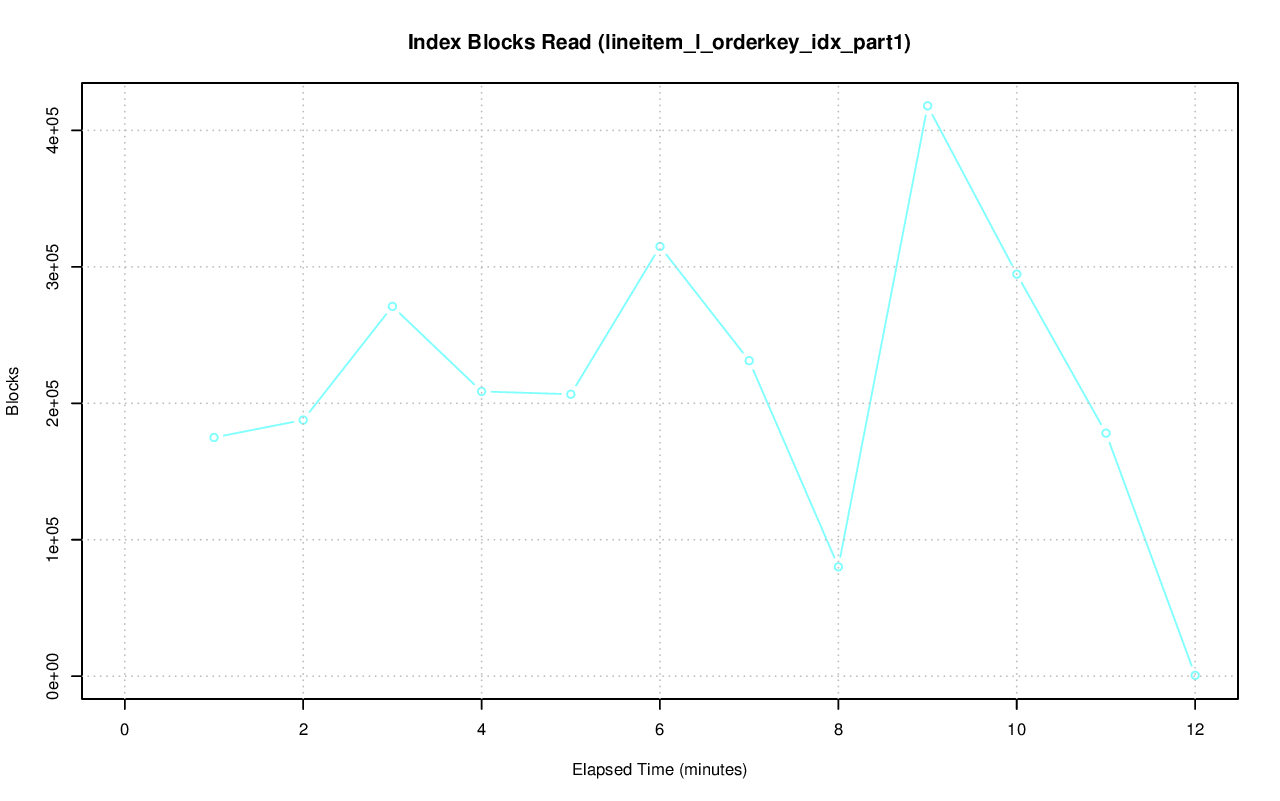 Index Blocks Read (lineitem_l_orderkey_idx_part1)
Blocks
4e+05
3e+05
2e+05
1e+05
0e+00
0 2 4 6 8 10 12
Elapsed Time (minutes)